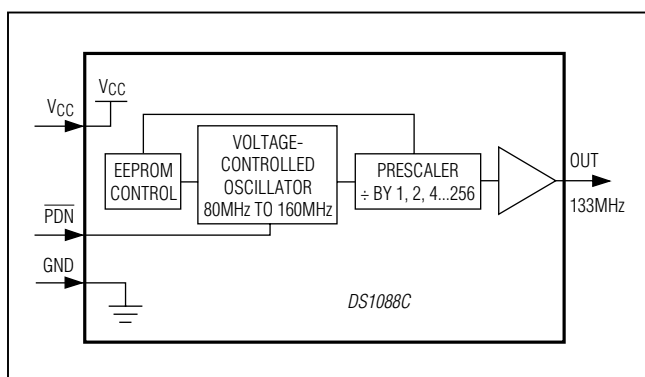 VCC
VCC
EEPROM
CONTROL
VOLTAGE-
CONTROLLED
OSCILLATOR
80MHz TO 160MHz
PRESCALER
÷ BY 1, 2, 4...256
OUT
133MHz
PDN
GND
DS1088C